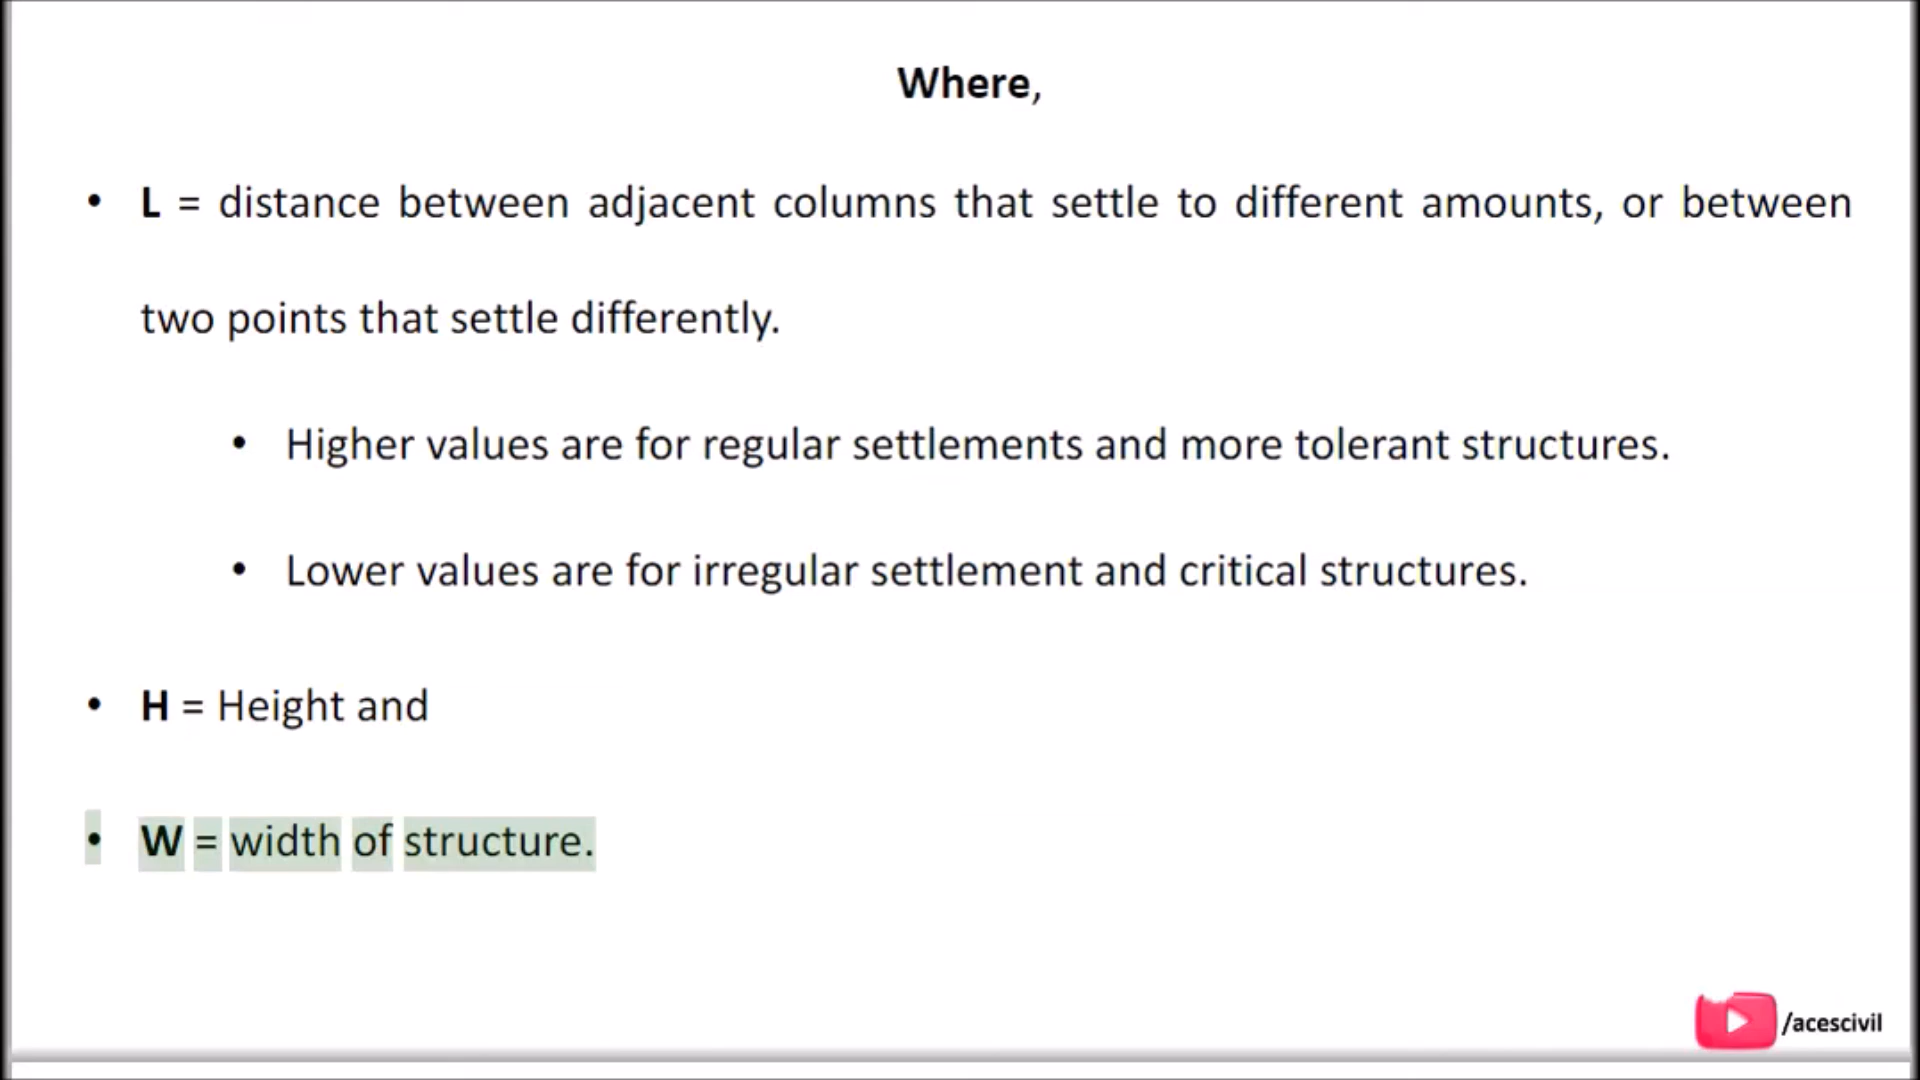 Where,
• L = distance between adjacent columns that settle to different amounts, or between
two points that settle differently.
• Higher values are for regular settlements and more tolerant structures.
• Lower values are for irregular settlement and critical structures.
• H = Height and
• W = width of structure.
/acescivil